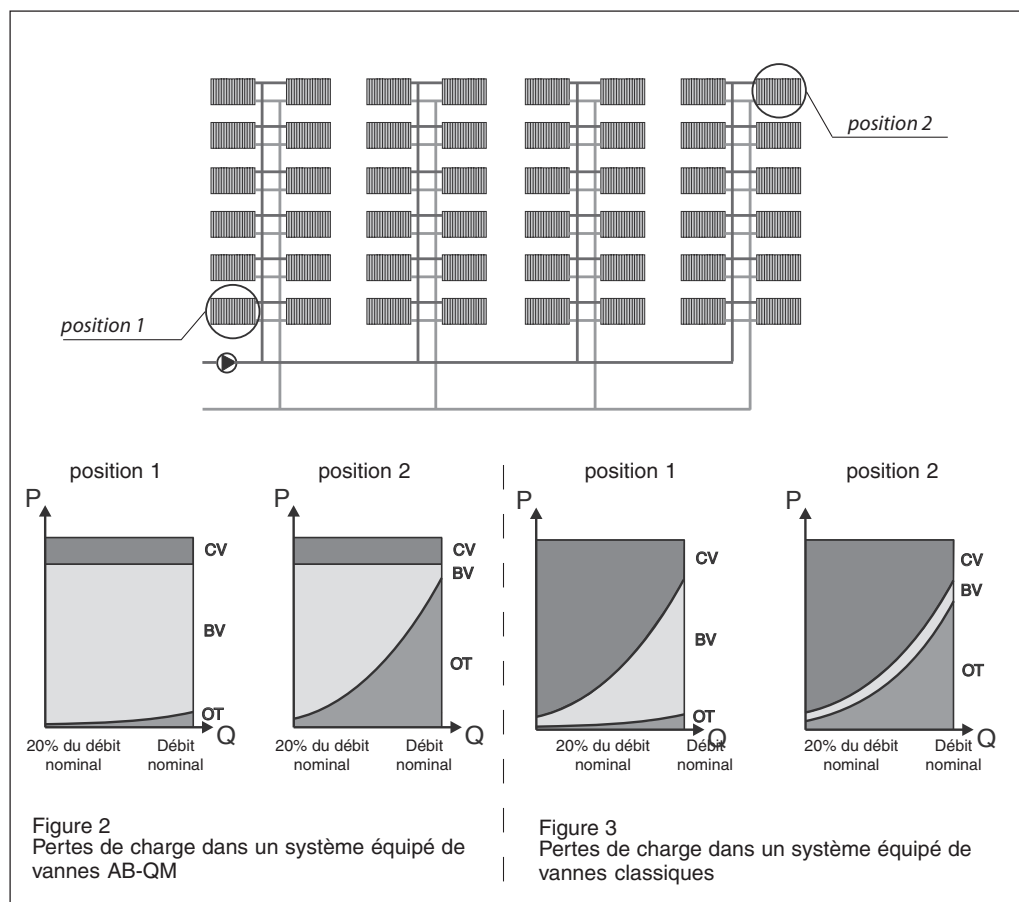 position 2
position 1
position 1
position 2
position 1
position 2
P
P
P
P
CV
BV
OT
CV
BV
OT
CV
BV
OT
CV
BV
OT
Q
Q
Q
Q
20% du débit
nominal
Débit
nominal
20% du débit
nominal
Débit
nominal
20% du débit
nominal
Débit
nominal
20% du débit
nominal
Débit
nominal
Figure 2
Pertes de charge dans un système équipé de
vannes AB-QM
Figure 3
Pertes de charge dans un système équipé de
vannes classiques